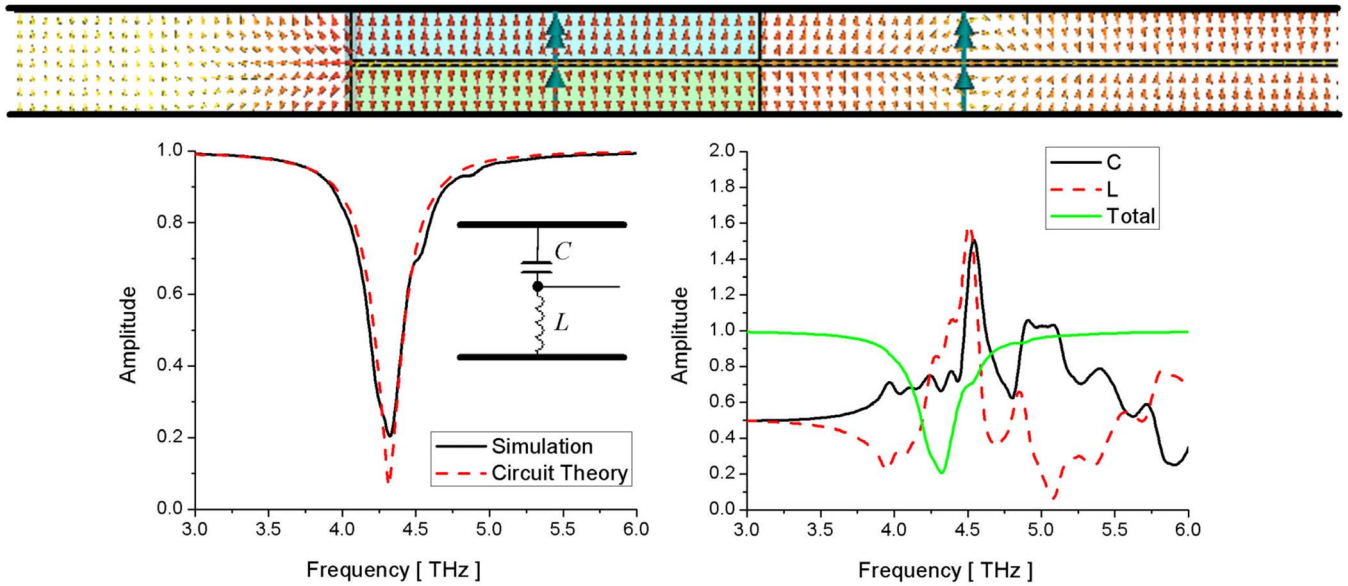 1.0
0.8
0.6
0.4
0.2
0.0
Amplitude
3.0 3.5 4.0 4.5 5.0 5.5 6.0
Frequency [ THz ]
C
L
Simulation
Circuit Theory
2.0
1.8
1.6
1.4
1.2
1.0
0.8
0.6
0.4
0.2
0.0
Amplitude
3.0 3.5 4.0 4.5 5.0 5.5 6.0
Frequency [ THz ]
C
L
Total